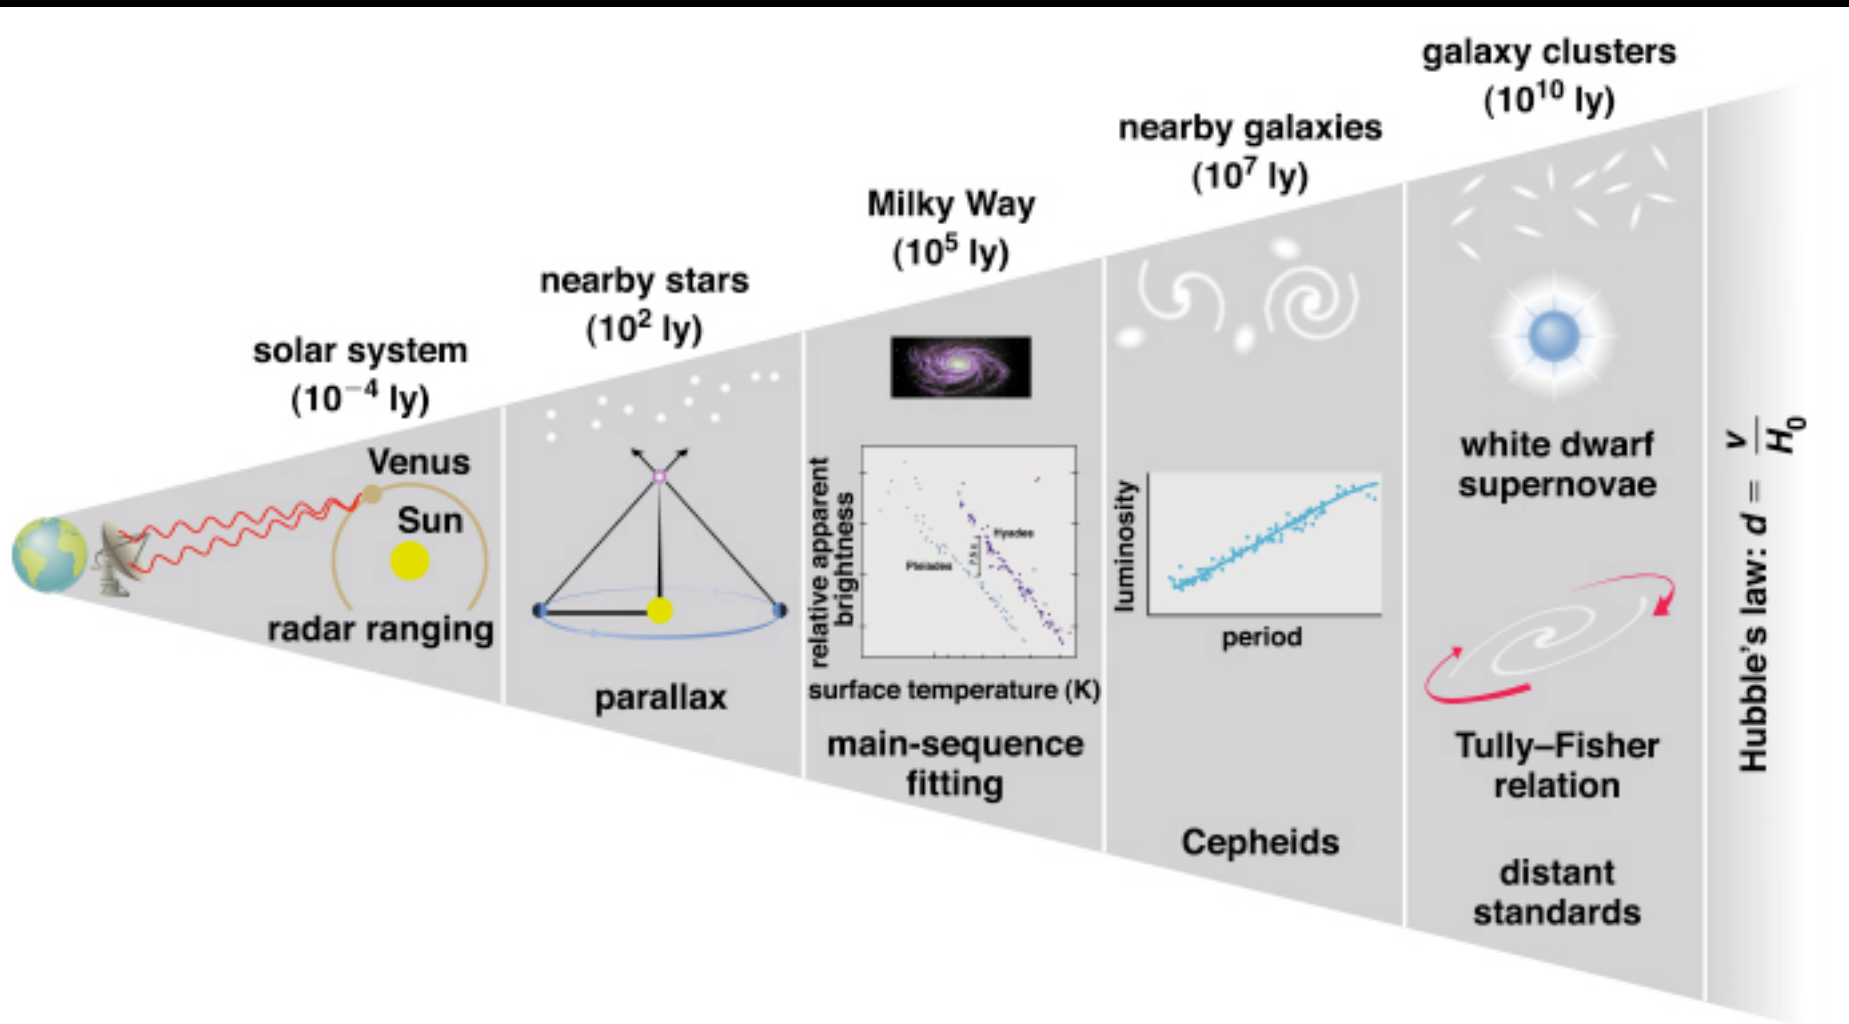 solar system
(10⁻⁴ ly)
Venus
Sun
radar ranging
nearby stars
(10² ly)
parallax
Milky Way
(10⁵ ly)
relative apparent
brightness
Hyades
Pleiades
surface temperature (K)
main-sequence
fitting
nearby galaxies
(10⁷ ly)
luminosity
period
Cepheids
galaxy clusters
(10¹⁰ ly)
white dwarf
supernovae
Tully–Fisher
relation
distant
standards
Hubble's law: d = v/H₀